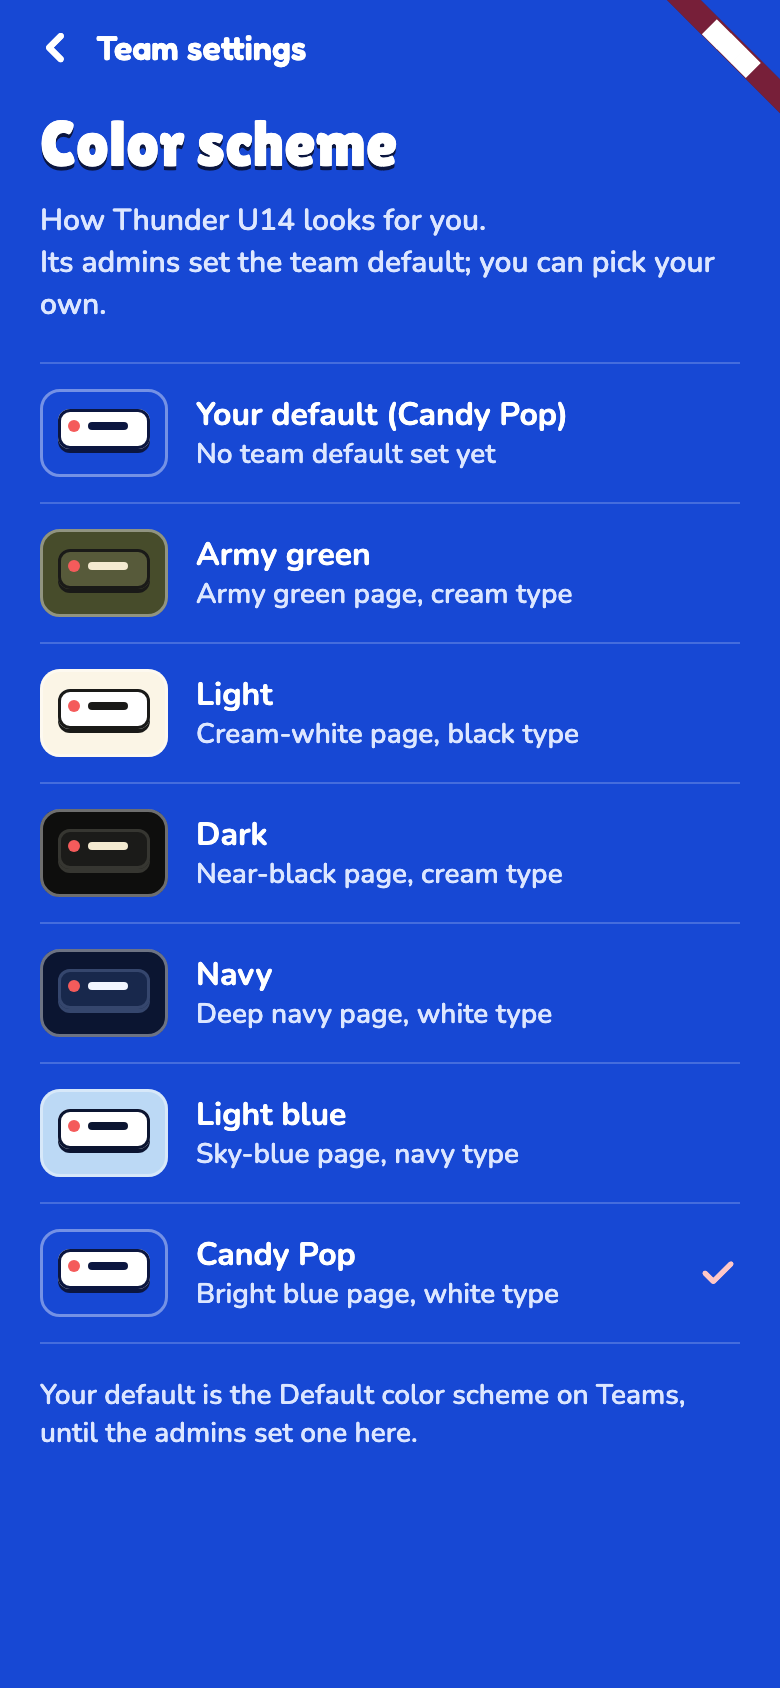 Team settings
Color scheme
How Thunder U14 looks for you.
Its admins set the team default; you can pick your
own.
Your default (Candy Pop)
No team default set yet
Army green
Army green page, cream type
Light
Cream-white page, black type
Dark
Near-black page, cream type
Navy
Deep navy page, white type
Light blue
Sky-blue page, navy type
Candy Pop
Bright blue page, white type
Your default is the Default color scheme on Teams,
until the admins set one here.